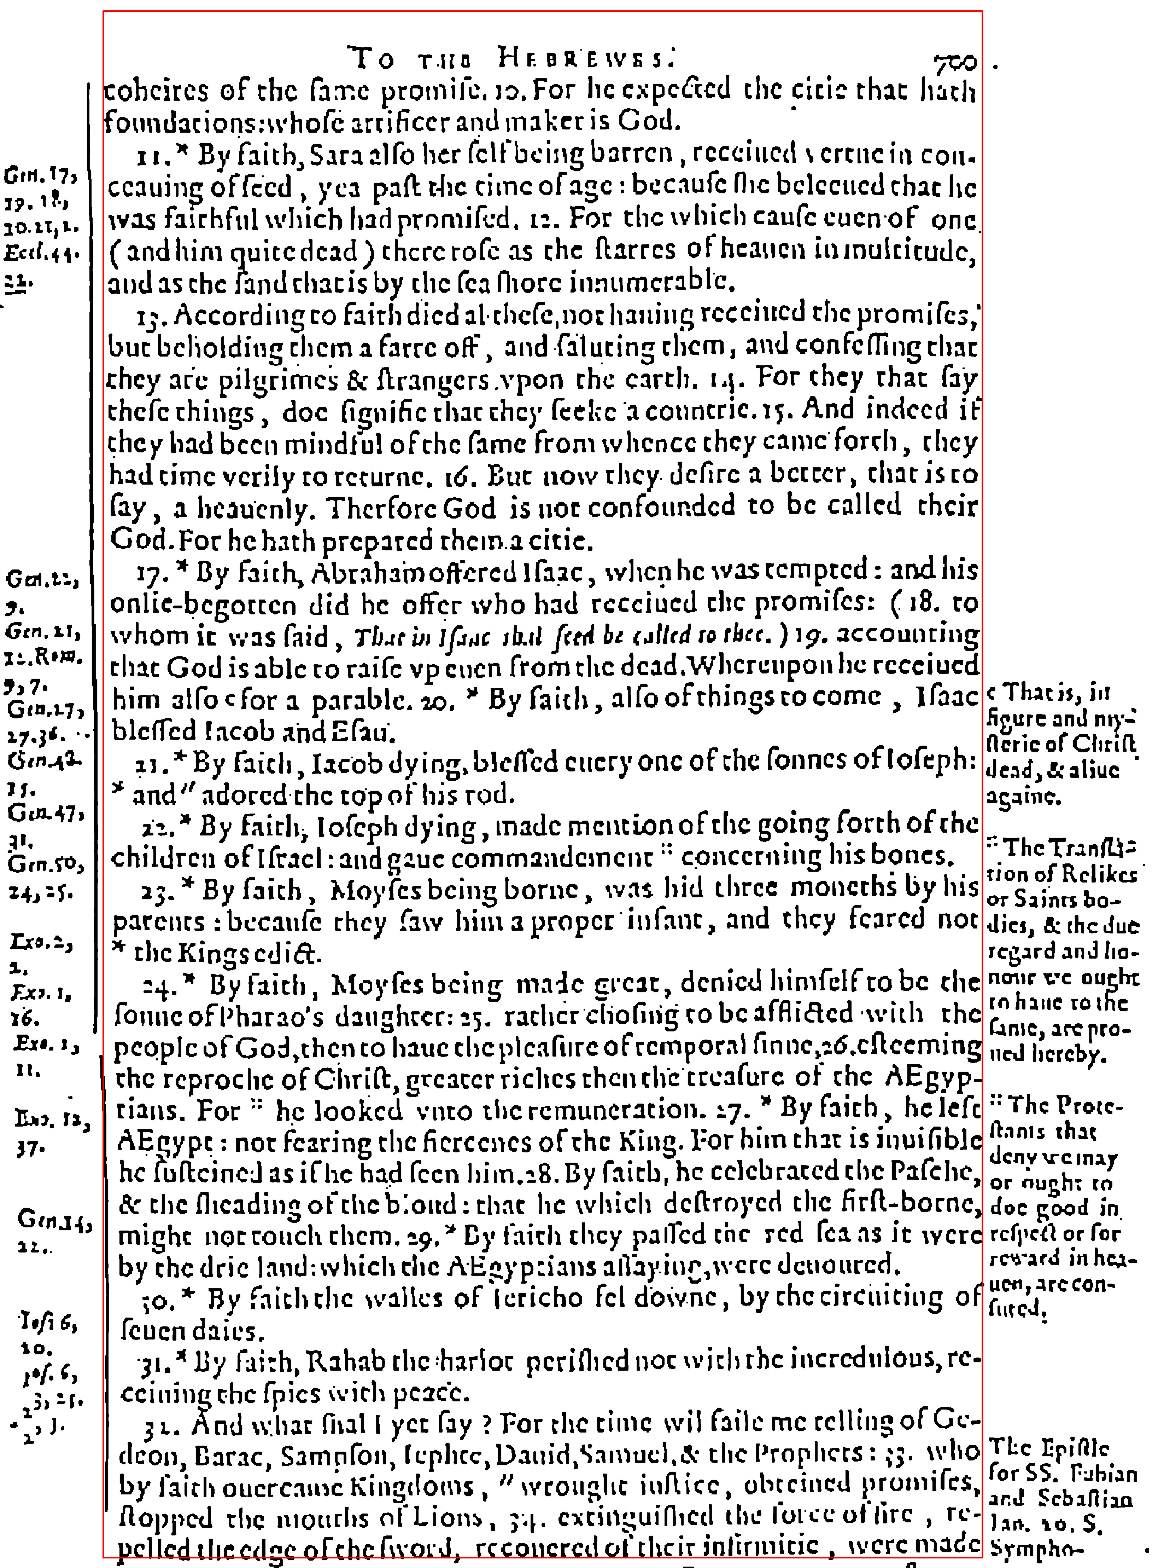 TO THE HEBREWES. 700
coheires of the ſame promiſe. 10. For he expected the citie that hath
foundations: whoſe artificer and maker is God.
11. * By faith, Sara alſo her ſelf being barren, receiued vertue in con-
ceauing of ſeed, yea paſt the time of age: becauſe ſhe beleeued that he
was faithful which had promiſed. 12. For the which cauſe euen of one
(and him quite dead) there roſe as the ſtarres of heauen in multitude,
and as the ſand that is by the ſea ſhore innumerable.
13. According to faith died al theſe, not hauing receiued the promiſes,
but beholding them a farre off, and ſaluting them, and confeſſing that
they are pilgrimes & ſtrangers vpon the earth. 14. For they that ſay
theſe things, doe ſignifie that they ſeeke a countrie. 15. And indeed if
they had been mindful of the ſame from whence they came forth, they
had time verily to returne. 16. But now they deſire a better, that is to
ſay, a heauenly. Therfore God is not confounded to be called their
God. For he hath prepared them a citie.
17. * By faith, Abraham offered Iſaac, when he was tempted: and his
onlie-begotten did he offer who had receiued the promiſes: (18. to
whom it was ſaid, That in Iſaac shal ſeed be called to thee.) 19. accounting
that God is able to raiſe vp euen from the dead. Whereupon he receiued
him alſo c for a parable. 20. * By faith, alſo of things to come, Iſaac
bleſſed Iacob and Eſau.
21. * By faith, Iacob dying, bleſſed euery one of the ſonnes of Ioſeph:
* and " adored the top of his rod.
22. * By faith, Ioſeph dying, made mention of the going forth of the
children of Iſrael: and gaue commandement :: concerning his bones.
23. * By faith, Moyſes being borne, was hid three moneths by his
parents: becauſe they ſaw him a proper infant, and they feared not
* the Kings edict.
24. * By faith, Moyſes being made great, denied himſelf to be the
ſonne of Pharao's daughter: 25. rather choſing to be afflicted with the
people of God, then to haue the pleaſure of temporal ſinne, 26. eſteeming
the reproche of Chriſt, greater riches then the treaſure of the AEgyp-
tians. For :: he looked vnto the remuneration. 27. * By faith, he left
AEgypt: not fearing the fiercenes of the King. For him that is inuiſible
he ſuſteined as if he had ſeen him. 28. By faith, he celebrated the Paſche,
& the ſheading of the bloud: that he which deſtroyed the firſt-borne,
might not touch them. 29. * By faith they paſſed the red ſea as it were
by the drie land: which the AEgyptians aſſaying, were deuoured.
30. * By faith the walles of Iericho fel downe, by the circuiting of
ſeuen daies.
31. * By faith, Rahab the harlot periſhed not with the incredulous, re-
ceiuing the ſpies with peace.
32. And what ſhal I yet ſay? For the time wil faile me telling of Ge-
deon, Barac, Sampſon, Iephte, Dauid, Samuel, & the Prophets: 33. who
by faith ouercame Kingdoms, " wrought iuſtice, obteined promiſes,
ſtopped the mouths of Lions, 34. extinguiſhed the force of fire, re-
pelled the edge of the ſword, recouered of their infirmitie, were made
Gen. 17,
19. 18,
10. 21, 2.
Eccl. 44.
22.
Gen. 22,
9.
Gen. 21,
12. Rom.
9, 7.
Gen. 27,
27. 36.
Gen. 48.
15.
Gen. 47,
31.
Gen. 50,
24, 25.
Exo. 2,
2.
Exo. 1,
16.
Exo. 2,
11.
Exo. 12,
37.
Gen. 14,
22.
Ioſ. 6,
20.
Joſ. 6,
23, 25.
2, 3.
c That is, in
figure and my-
ſterie of Chriſt
dead, & aliue
againe.
:: The Tranſla-
tion of Relikes
or Saints bo-
dies, & the due
regard and ho-
nour we ought
to haue to the
ſame, are pro-
ued hereby.
:: The Prote-
ſtants that
deny we may
or ought to
doe good in
reſpect or for
reward in hea-
uen, are con-
futed.
The Epiſtle
for SS. Fabian
and Sebaſtian
Ian. 20. S.
Sympho-